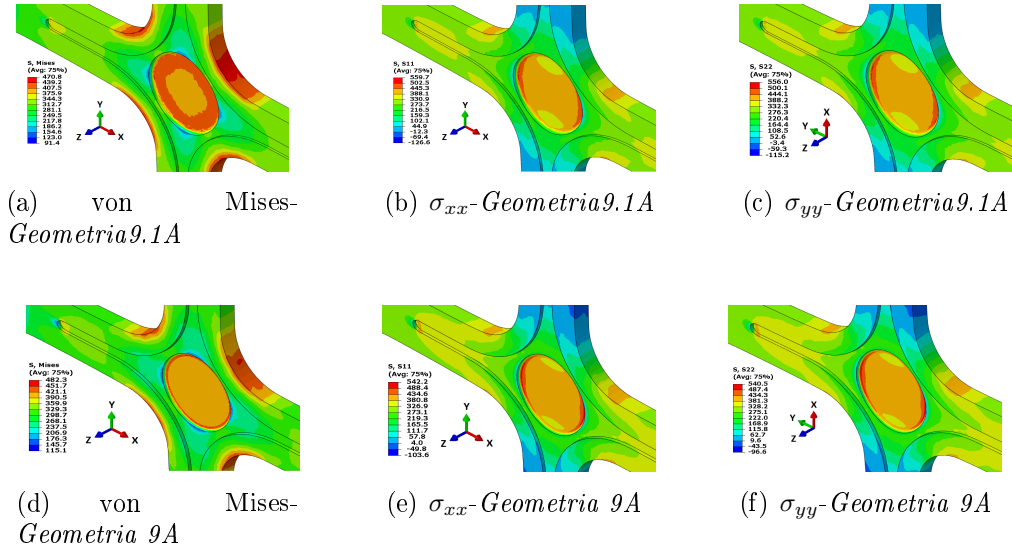 S, Mises
(Avg: 75%)
470.8
439.2
407.5
375.9
344.3
312.7
281.1
249.5
217.8
186.2
154.6
123.0
91.4
Y
Z
X
(a) von Mises-
Geometria9.1A
S, S11
(Avg: 75%)
559.7
502.5
445.3
388.1
330.9
273.7
216.5
159.3
102.1
44.9
-12.3
-69.4
-126.6
Y
Z
X
(b) σxx-Geometria9.1A
S, S22
(Avg: 75%)
556.0
500.1
444.1
388.2
332.3
276.3
220.4
164.4
108.5
52.6
-3.4
-59.3
-115.2
X
Y
Z
(c) σyy-Geometria9.1A
S, Mises
(Avg: 75%)
482.3
451.7
421.1
390.5
359.9
329.3
298.7
268.1
237.5
206.9
176.3
145.7
115.1
Y
Z
X
(d) von Mises-
Geometria 9A
S, S11
(Avg: 75%)
542.2
488.4
434.6
380.8
326.9
273.1
219.3
165.5
111.7
57.8
4.0
-49.8
-103.6
Y
Z
X
(e) σxx-Geometria 9A
S, S22
(Avg: 75%)
540.5
487.4
434.3
381.3
328.2
275.1
222.0
168.9
115.8
62.7
9.6
-43.5
-96.6
X
Y
Z
(f) σyy-Geometria 9A